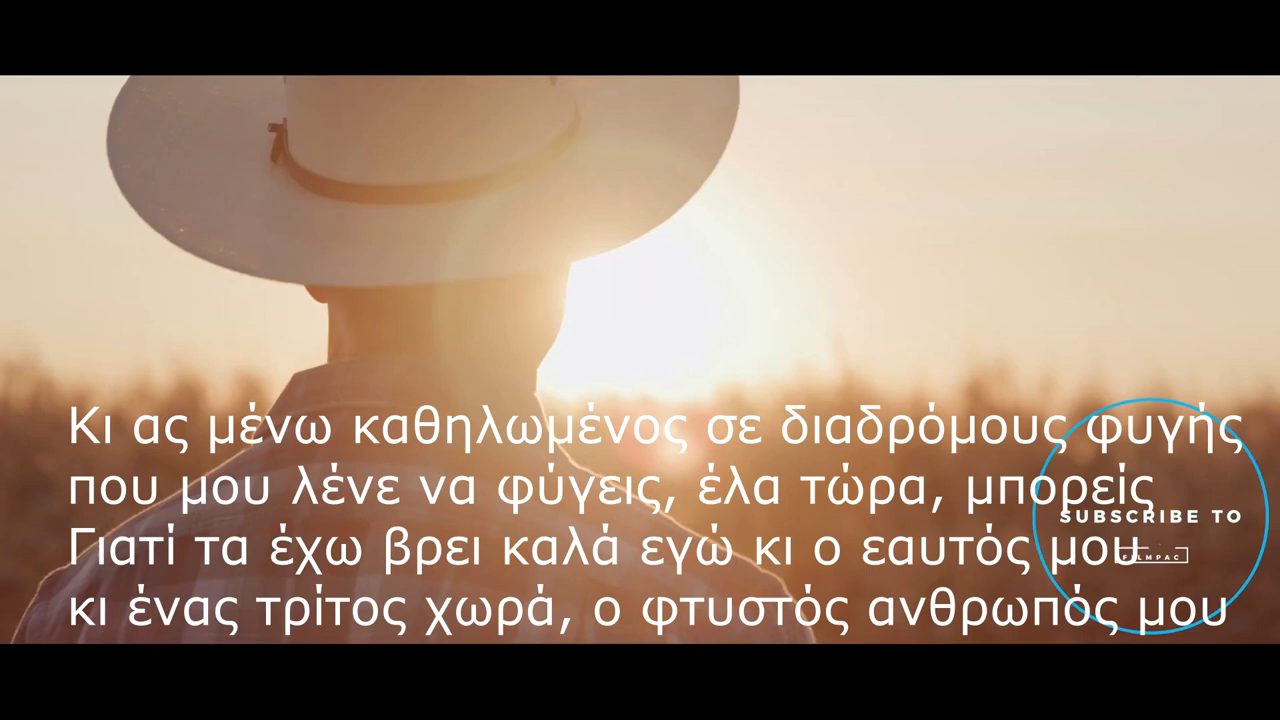 Κι ας μένω καθηλωμένος σε διαδρόμους φυγής
που μου λένε να φύγεις, έλα τώρα, μπορείς
SUBSCRIBE TO
Γιατί τα έχω βρει καλά εγώ κι ο εαυτός μου
FILMPAC
κι ένας τρίτος χωρά, ο φτυστός ανθρωπός μου